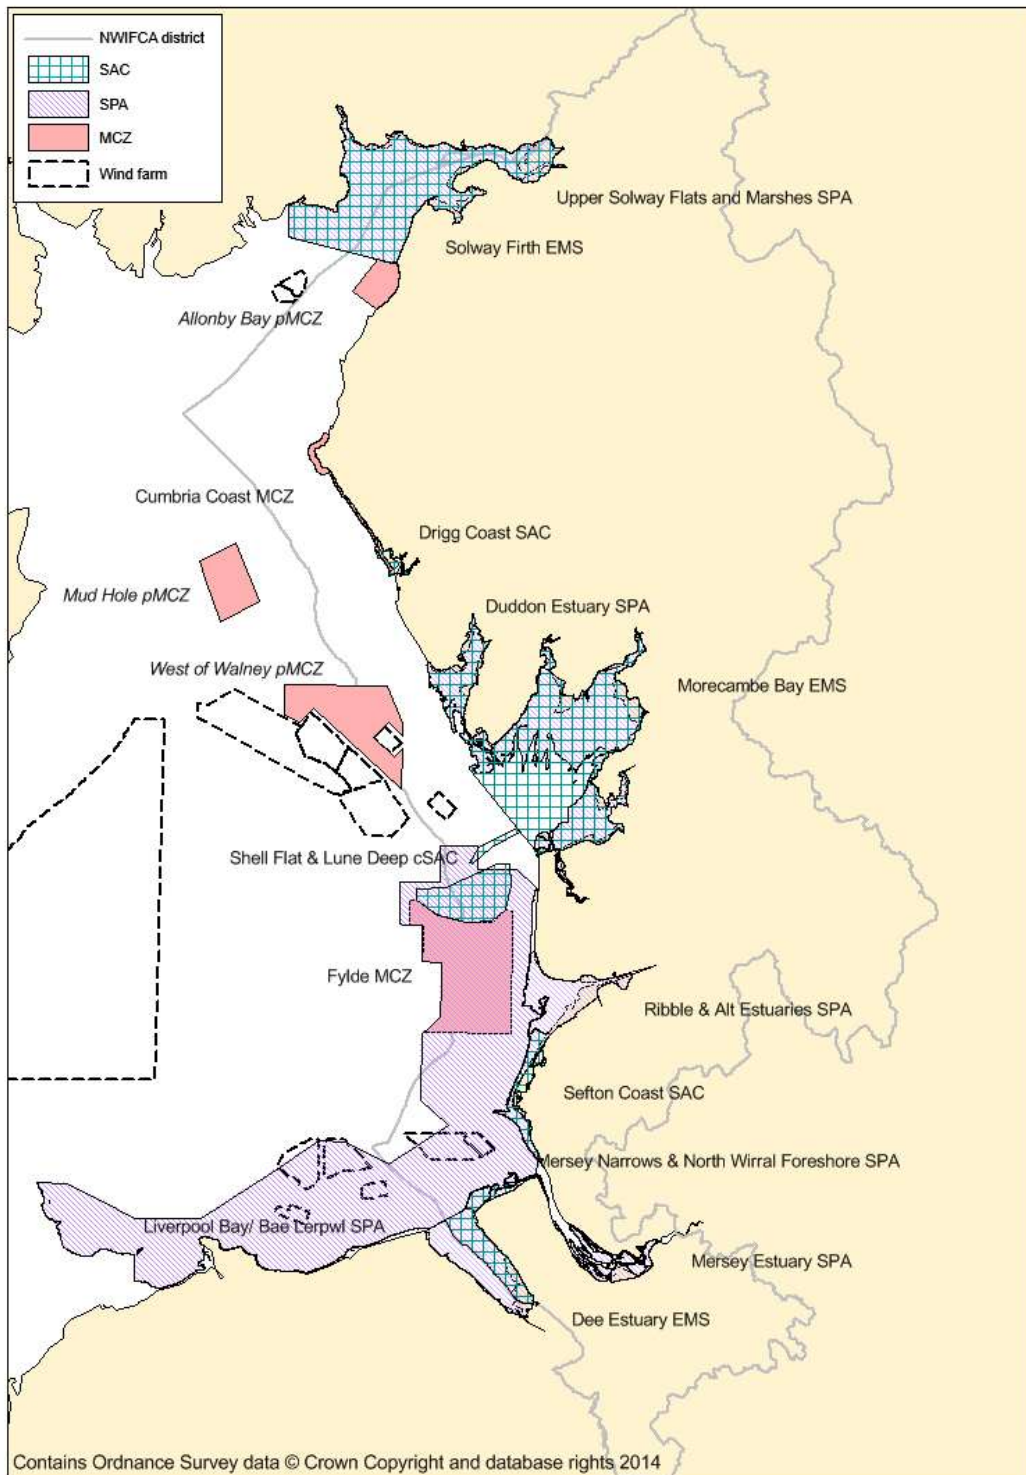 NWIFCA district
SAC
SPA
MCZ
Wind farm
Upper Solway Flats and Marshes SPA
Solway Firth EMS
Allonby Bay pMCZ
Cumbria Coast MCZ
Drigg Coast SAC
Mud Hole pMCZ
Duddon Estuary SPA
West of Walney pMCZ
Morecambe Bay EMS
Shell Flat & Lune Deep cSAC
Fylde MCZ
Ribble & Alt Estuaries SPA
Sefton Coast SAC
Mersey Narrows & North Wirral Foreshore SPA
Liverpool Bay/ Bae Lerpwl SPA
Mersey Estuary SPA
Dee Estuary EMS
Contains Ordnance Survey data © Crown Copyright and database rights 2014